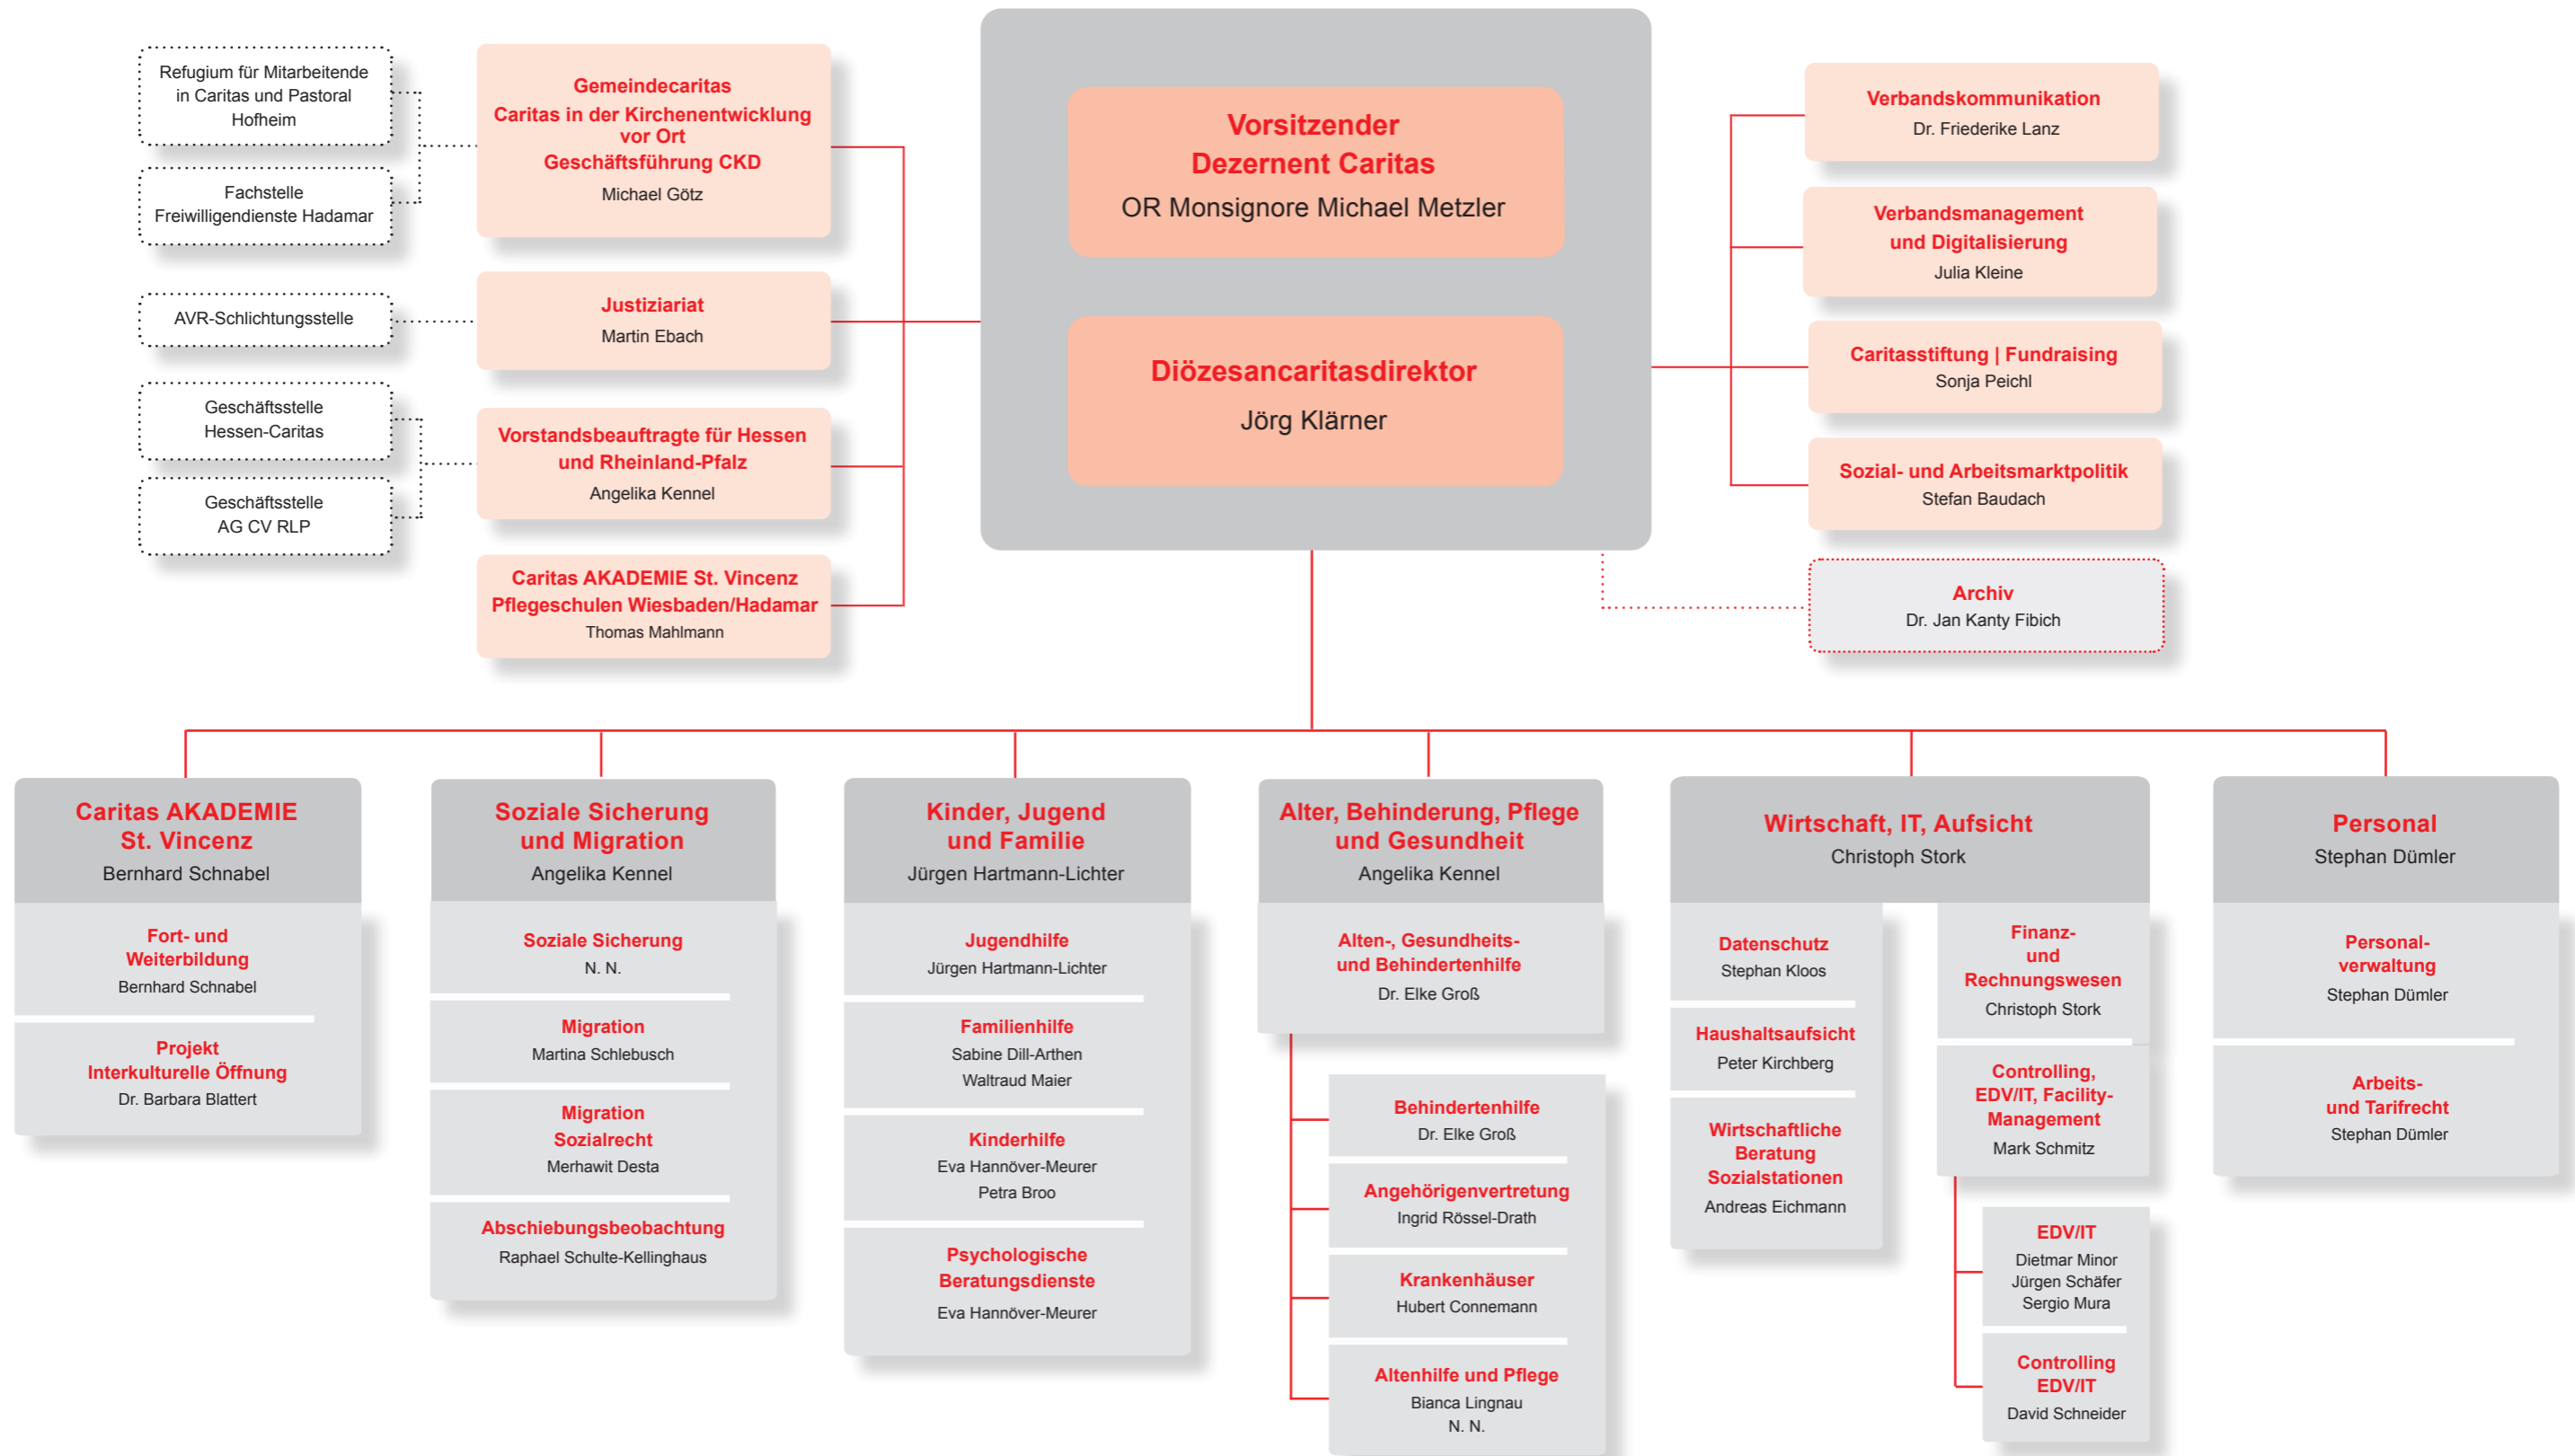 Refugium für Mitarbeitende
in Caritas und Pastoral
Hofheim
Fachstelle
Freiwilligendienste Hadamar
AVR-Schlichtungsstelle
Geschäftsstelle
Hessen-Caritas
Geschäftsstelle
AG CV RLP
Gemeindecaritas
Caritas in der Kirchenentwicklung
vor Ort
Geschäftsführung CKD
Michael Götz
Justiziariat
Martin Ebach
Vorstandsbeauftragte für Hessen
und Rheinland-Pfalz
Angelika Kennel
Caritas AKADEMIE St. Vincenz
Pflegeschulen Wiesbaden/Hadamar
Thomas Mahlmann
Vorsitzender
Dezernent Caritas
OR Monsignore Michael Metzler
Diözesancaritasdirektor
Jörg Klärner
Verbandskommunikation
Dr. Friederike Lanz
Verbandsmanagement
und Digitalisierung
Julia Kleine
Caritasstiftung | Fundraising
Sonja Peichl
Sozial- und Arbeitsmarktpolitik
Stefan Baudach
Archiv
Dr. Jan Kanty Fibich
Caritas AKADEMIE
St. Vincenz
Bernhard Schnabel
Fort- und
Weiterbildung
Bernhard Schnabel
Projekt
Interkulturelle Öffnung
Dr. Barbara Blattert
Soziale Sicherung
und Migration
Angelika Kennel
Soziale Sicherung
N. N.
Migration
Martina Schlebusch
Migration
Sozialrecht
Merhawit Desta
Abschiebungsbeobachtung
Raphael Schulte-Kellinghaus
Kinder, Jugend
und Familie
Jürgen Hartmann-Lichter
Jugendhilfe
Jürgen Hartmann-Lichter
Familienhilfe
Sabine Dill-Arthen
Waltraud Maier
Kinderhilfe
Eva Hannöver-Meurer
Petra Broo
Psychologische
Beratungsdienste
Eva Hannöver-Meurer
Alter, Behinderung, Pflege
und Gesundheit
Angelika Kennel
Alten-, Gesundheits-
und Behindertenhilfe
Dr. Elke Groß
Behindertenhilfe
Dr. Elke Groß
Angehörigenvertretung
Ingrid Rössel-Drath
Krankenhäuser
Hubert Connemann
Altenhilfe und Pflege
Bianca Lingnau
N. N.
Wirtschaft, IT, Aufsicht
Christoph Stork
Datenschutz
Stephan Kloos
Haushaltsaufsicht
Peter Kirchberg
Wirtschaftliche
Beratung
Sozialstationen
Andreas Eichmann
Finanz-
und
Rechnungswesen
Christoph Stork
Controlling,
EDV/IT, Facility-
Management
Mark Schmitz
EDV/IT
Dietmar Minor
Jürgen Schäfer
Sergio Mura
Controlling
EDV/IT
David Schneider
Personal
Stephan Dümler
Personal-
verwaltung
Stephan Dümler
Arbeits-
und Tarifrecht
Stephan Dümler